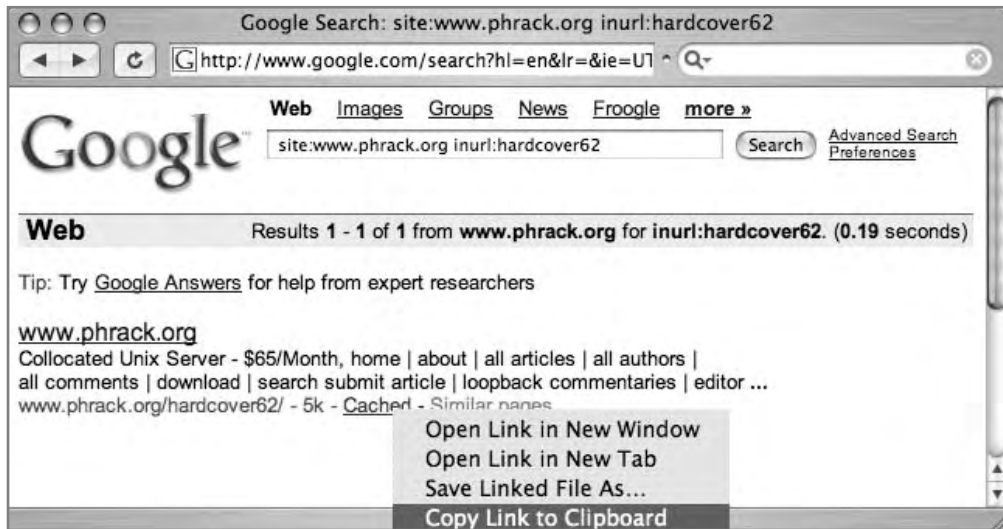 Google Search: site:www.phrack.org inurl:hardcover62
http://www.google.com/search?hl=en&lr=&ie=UT
Google
Web Images Groups News Froogle more »
site:www.phrack.org inurl:hardcover62 Search Advanced Search
Preferences
Web Results 1 - 1 of 1 from www.phrack.org for inurl:hardcover62. (0.19 seconds)
Tip: Try Google Answers for help from expert researchers
www.phrack.org
Collocated Unix Server - $65/Month, home | about | all articles | all authors |
all comments | download | search submit article | loopback commentaries | editor ...
www.phrack.org/hardcover62/ - 5k - Cached - Similar pages
Open Link in New Window
Open Link in New Tab
Save Linked File As...
Copy Link to Clipboard